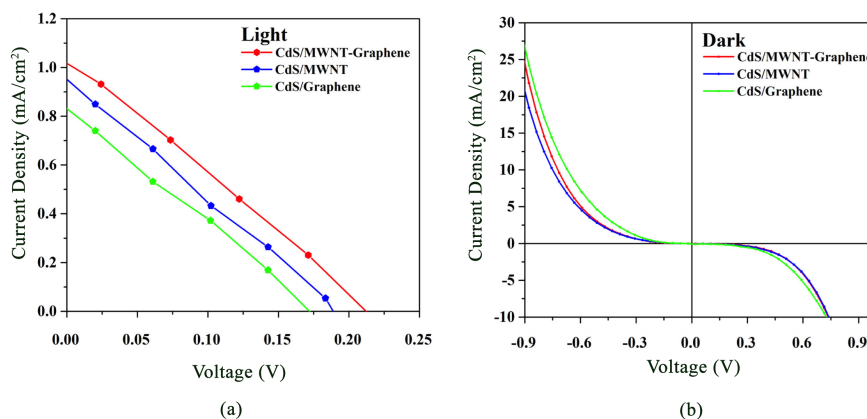 Light
CdS/MWNT-Graphene
CdS/MWNT
CdS/Graphene
Current Density (mA/cm²)
1.2
1.0
0.8
0.6
0.4
0.2
0.0
0.00 0.05 0.10 0.15 0.20 0.25
Voltage (V)
(a)
Dark
CdS/MWNT-Graphene
CdS/MWNT
CdS/Graphene
Current Density (mA/cm²)
30
25
20
15
10
5
0
-5
-10
-0.9 -0.6 -0.3 0.0 0.3 0.6 0.9
Voltage (V)
(b)